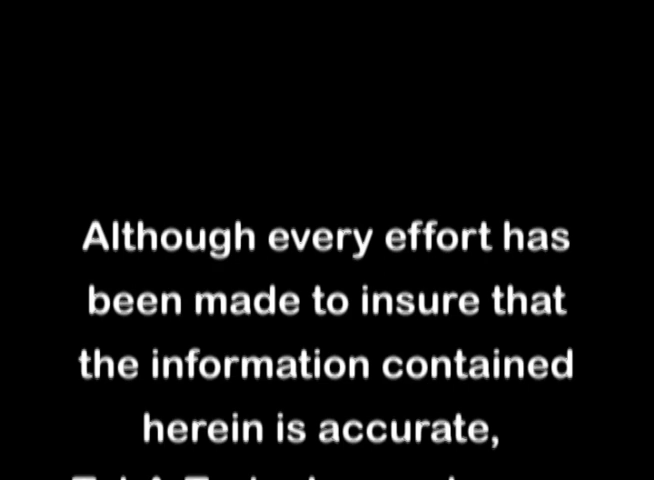 Although every effort has
been made to insure that
the information contained
herein is accurate,